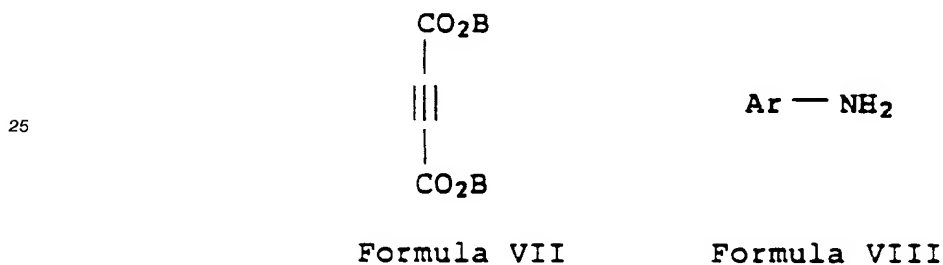 CO₂B
25
Ar — NH₂
CO₂B
Formula VII Formula VIII